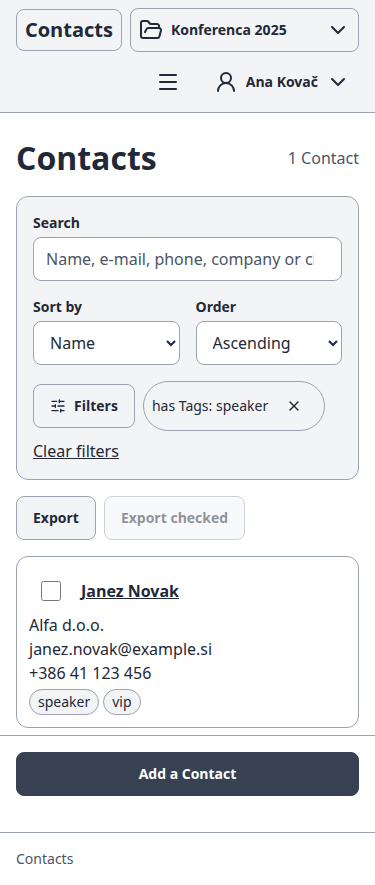 Contacts
Konferenca 2025
Ana Kovač
Contacts
1 Contact
Search
Name, e-mail, phone, company or ci
Sort by
Order
Name
Ascending
Filters
has Tags: speaker
Clear filters
Export
Export checked
Janez Novak
Alfa d.o.o.
janez.novak@example.si
+386 41 123 456
speaker
vip
Add a Contact
Contacts